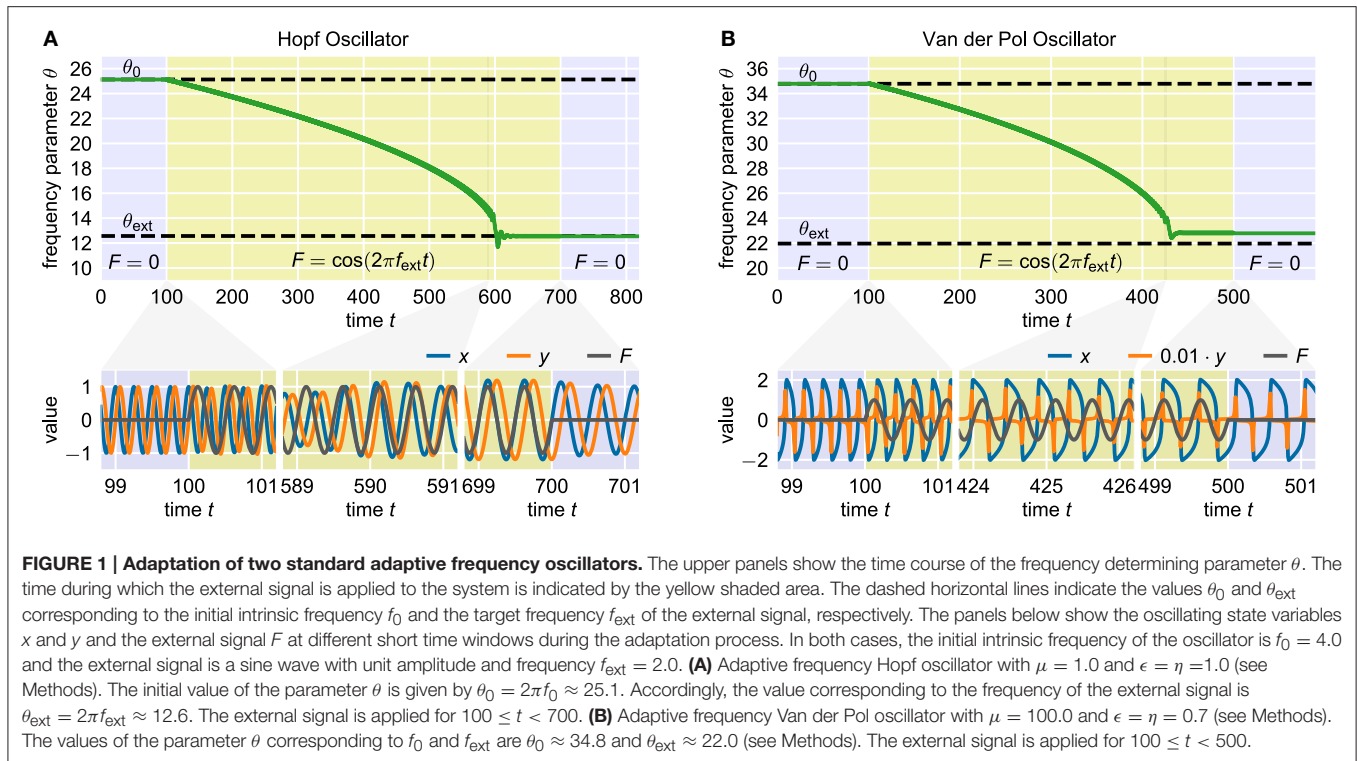 A
Hopf Oscillator
frequency parameter θ
26
24
22
20
18
16
14
12
10
θ0
θext
F = 0
F = cos(2πfextt)
F = 0
0 100 200 300 400 500 600 700 800
time t
x y F
value
1
0
−1
99 100 101 589 590 591 699 700 701
time t time t time t
B
Van der Pol Oscillator
frequency parameter θ
36
34
32
30
28
26
24
22
20
θ0
θext
F = 0
F = cos(2πfextt)
F = 0
0 100 200 300 400 500
time t
x 0.01 · y F
value
2
0
−2
99 100 101 424 425 426 499 500 501
time t time t time t
FIGURE 1 | Adaptation of two standard adaptive frequency oscillators. The upper panels show the time course of the frequency determining parameter θ. The
time during which the external signal is applied to the system is indicated by the yellow shaded area. The dashed horizontal lines indicate the values θ0 and θext
corresponding to the initial intrinsic frequency f0 and the target frequency fext of the external signal, respectively. The panels below show the oscillating state variables
x and y and the external signal F at different short time windows during the adaptation process. In both cases, the initial intrinsic frequency of the oscillator is f0 = 4.0
and the external signal is a sine wave with unit amplitude and frequency fext = 2.0. (A) Adaptive frequency Hopf oscillator with μ = 1.0 and ϵ = η =1.0 (see
Methods). The initial value of the parameter θ is given by θ0 = 2πf0 ≈ 25.1. Accordingly, the value corresponding to the frequency of the external signal is
θext = 2πfext ≈ 12.6. The external signal is applied for 100 ≤ t < 700. (B) Adaptive frequency Van der Pol oscillator with μ = 100.0 and ϵ = η = 0.7 (see Methods).
The values of the parameter θ corresponding to f0 and fext are θ0 ≈ 34.8 and θext ≈ 22.0 (see Methods). The external signal is applied for 100 ≤ t < 500.